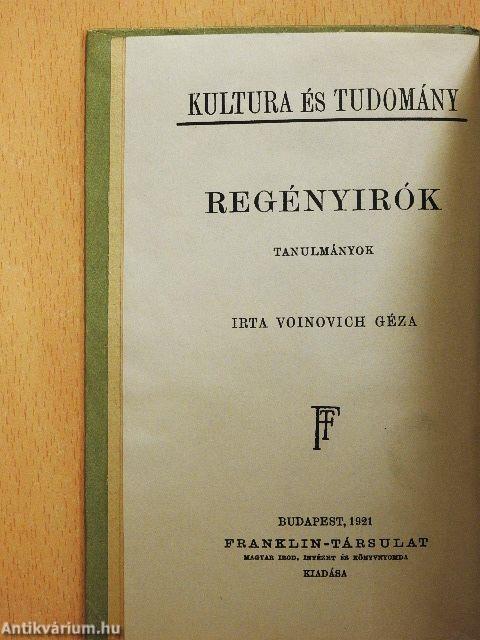 KULTURA ÉS TUDOMÁNY
REGÉNYIRÓK
TANULMÁNYOK
IRTA VOINOVICH GÉZA
FT
BUDAPEST, 1921
FRANKLIN-TÁRSULAT
MAGYAR IROD. INTÉZET ÉS KÖNYVNYOMDA
KIADÁSA
Antikvárium.hu